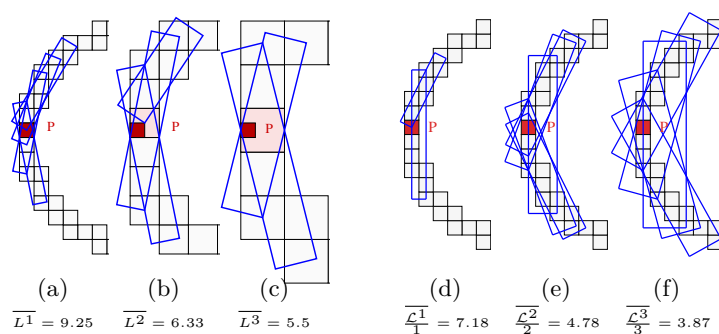 P P P P P P
(a) (b) (c) (d) (e) (f)
$\overline{L^1}$ = 9.25 $\overline{L^2}$ = 6.33 $\overline{L^3}$ = 5.5 $\frac{\overline{\mathcal{L}^1}}{1}$ = 7.18 $\frac{\overline{\mathcal{L}^2}}{2}$ = 4.78 $\frac{\overline{\mathcal{L}^3}}{3}$ = 3.87